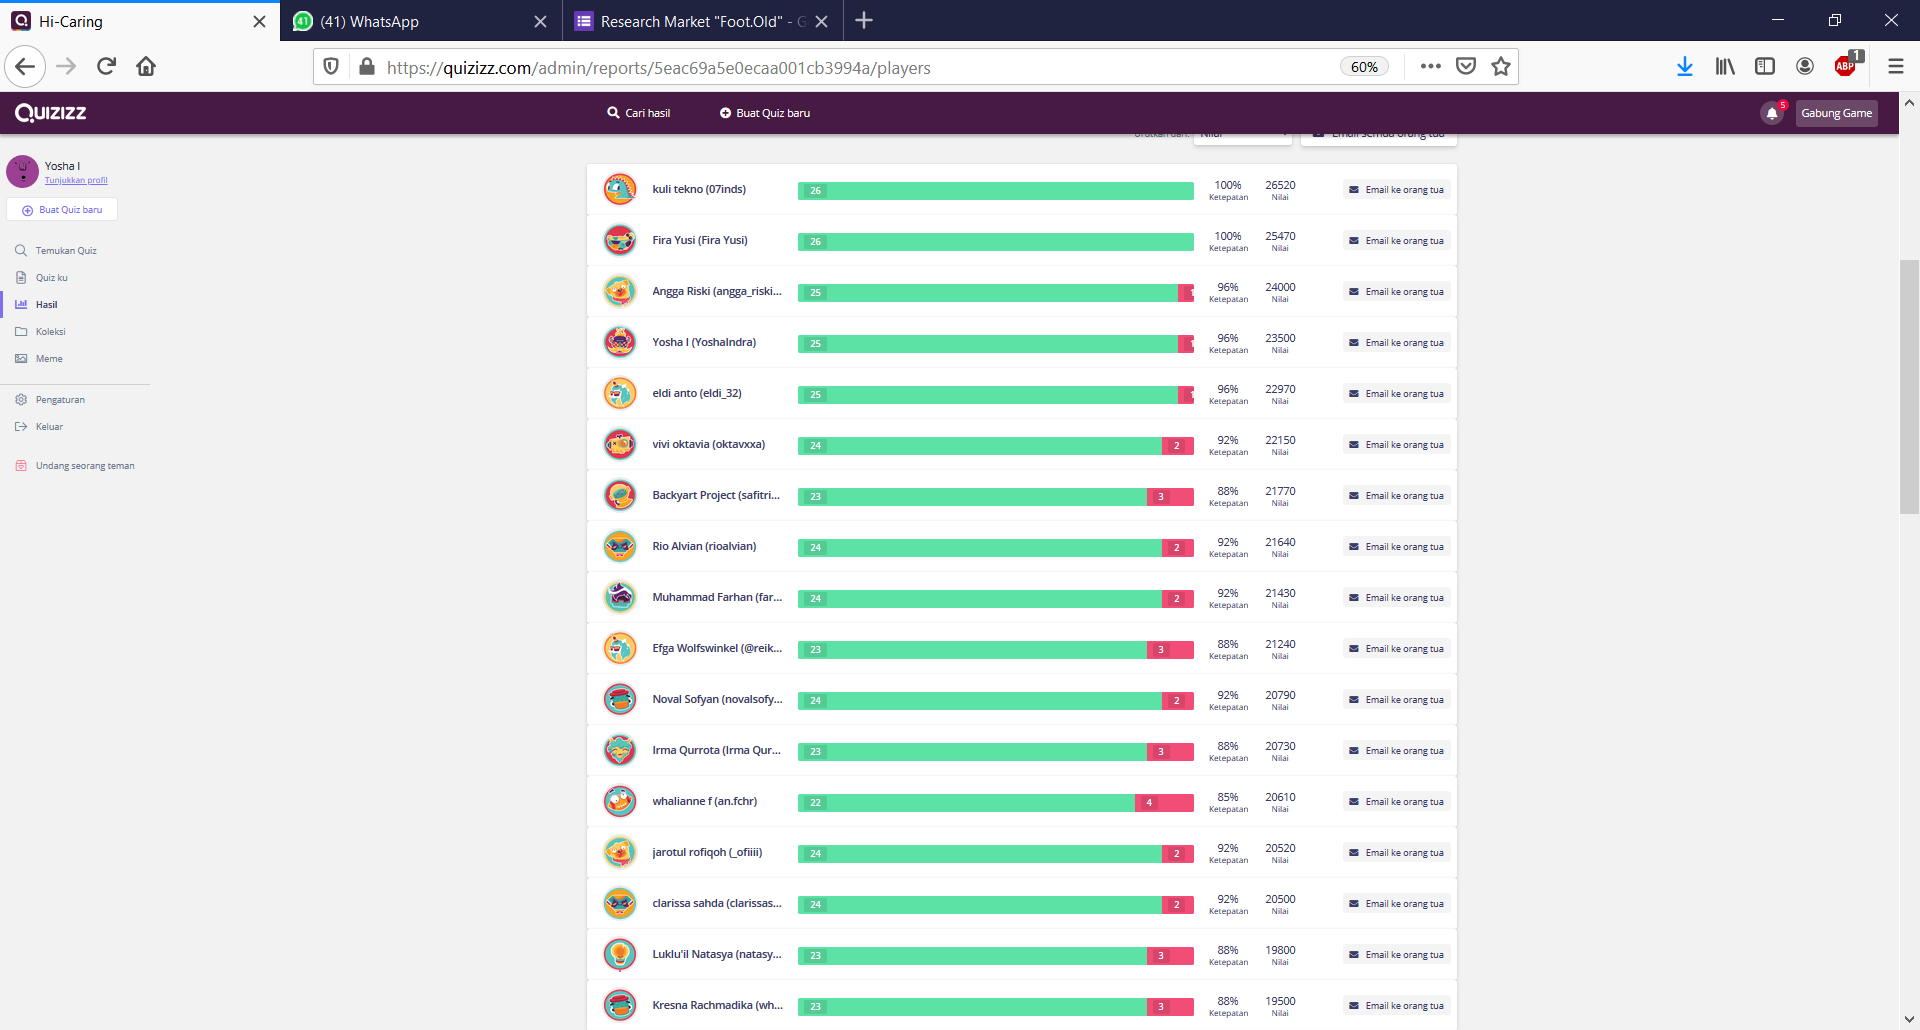 Hi-Caring
(41) WhatsApp
Research Market "Foot.Old" - G
https://quizizz.com/admin/reports/5eac69a5e0ecaa001cb3994a/players
60%
ABP
1
Quizizz
Cari hasil
Buat Quiz baru
5
Gabung Game
Yosha I
Tunjukkan profil
Buat Quiz baru
Temukan Quiz
Quiz ku
Hasil
Koleksi
Meme
Pengaturan
Keluar
Undang seorang teman
Urutkan dari: Nilai Email semua orang tua
kuli tekno (07inds) 26 100% Ketepatan 26520 Nilai Email ke orang tua
Fira Yusi (Fira Yusi) 26 100% Ketepatan 25470 Nilai Email ke orang tua
Angga Riski (angga_riski... 25 1 96% Ketepatan 24000 Nilai Email ke orang tua
Yosha I (YoshaIndra) 25 1 96% Ketepatan 23500 Nilai Email ke orang tua
eldi anto (eldi_32) 25 1 96% Ketepatan 22970 Nilai Email ke orang tua
vivi oktavia (oktavxxa) 24 2 92% Ketepatan 22150 Nilai Email ke orang tua
Backyart Project (safitri... 23 3 88% Ketepatan 21770 Nilai Email ke orang tua
Rio Alvian (rioalvian) 24 2 92% Ketepatan 21640 Nilai Email ke orang tua
Muhammad Farhan (far... 24 2 92% Ketepatan 21430 Nilai Email ke orang tua
Efga Wolfswinkel (@reik... 23 3 88% Ketepatan 21240 Nilai Email ke orang tua
Noval Sofyan (novalsofy... 24 2 92% Ketepatan 20790 Nilai Email ke orang tua
Irma Qurrota (Irma Qur... 23 3 88% Ketepatan 20730 Nilai Email ke orang tua
whalianne f (an.fchr) 22 4 85% Ketepatan 20610 Nilai Email ke orang tua
jarotul rofiqoh (_ofiiii) 24 2 92% Ketepatan 20520 Nilai Email ke orang tua
clarissa sahda (clarissas... 24 2 92% Ketepatan 20500 Nilai Email ke orang tua
Luklu'il Natasya (natasy... 23 3 88% Ketepatan 19800 Nilai Email ke orang tua
Kresna Rachmadika (wh... 23 3 88% Ketepatan 19500 Nilai Email ke orang tua